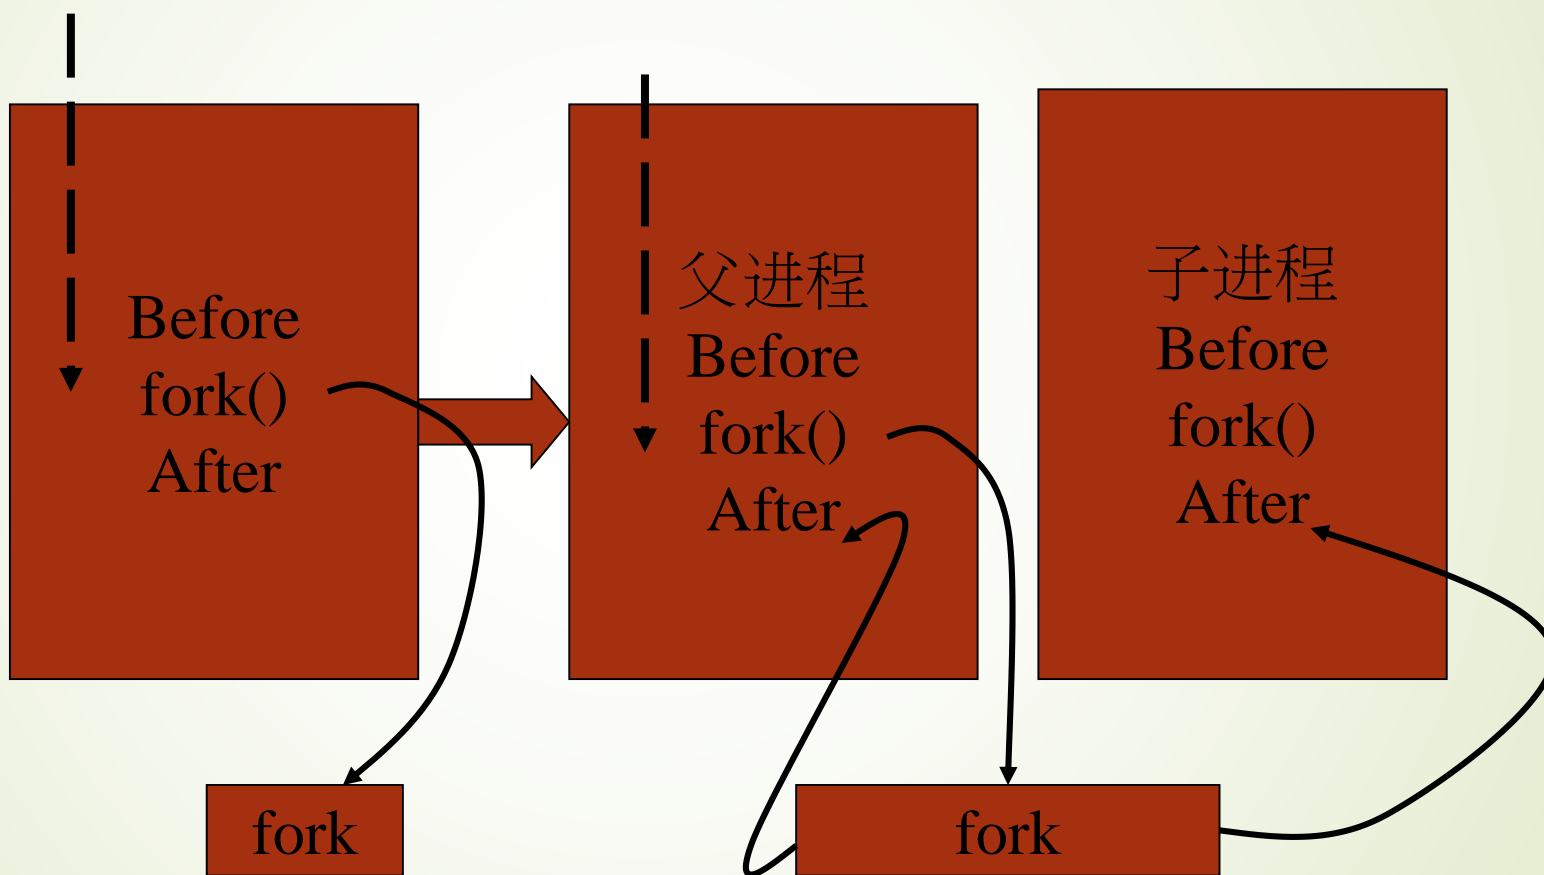 Before
fork()
After
父进程
Before
fork()
After
子进程
Before
fork()
After
fork
fork